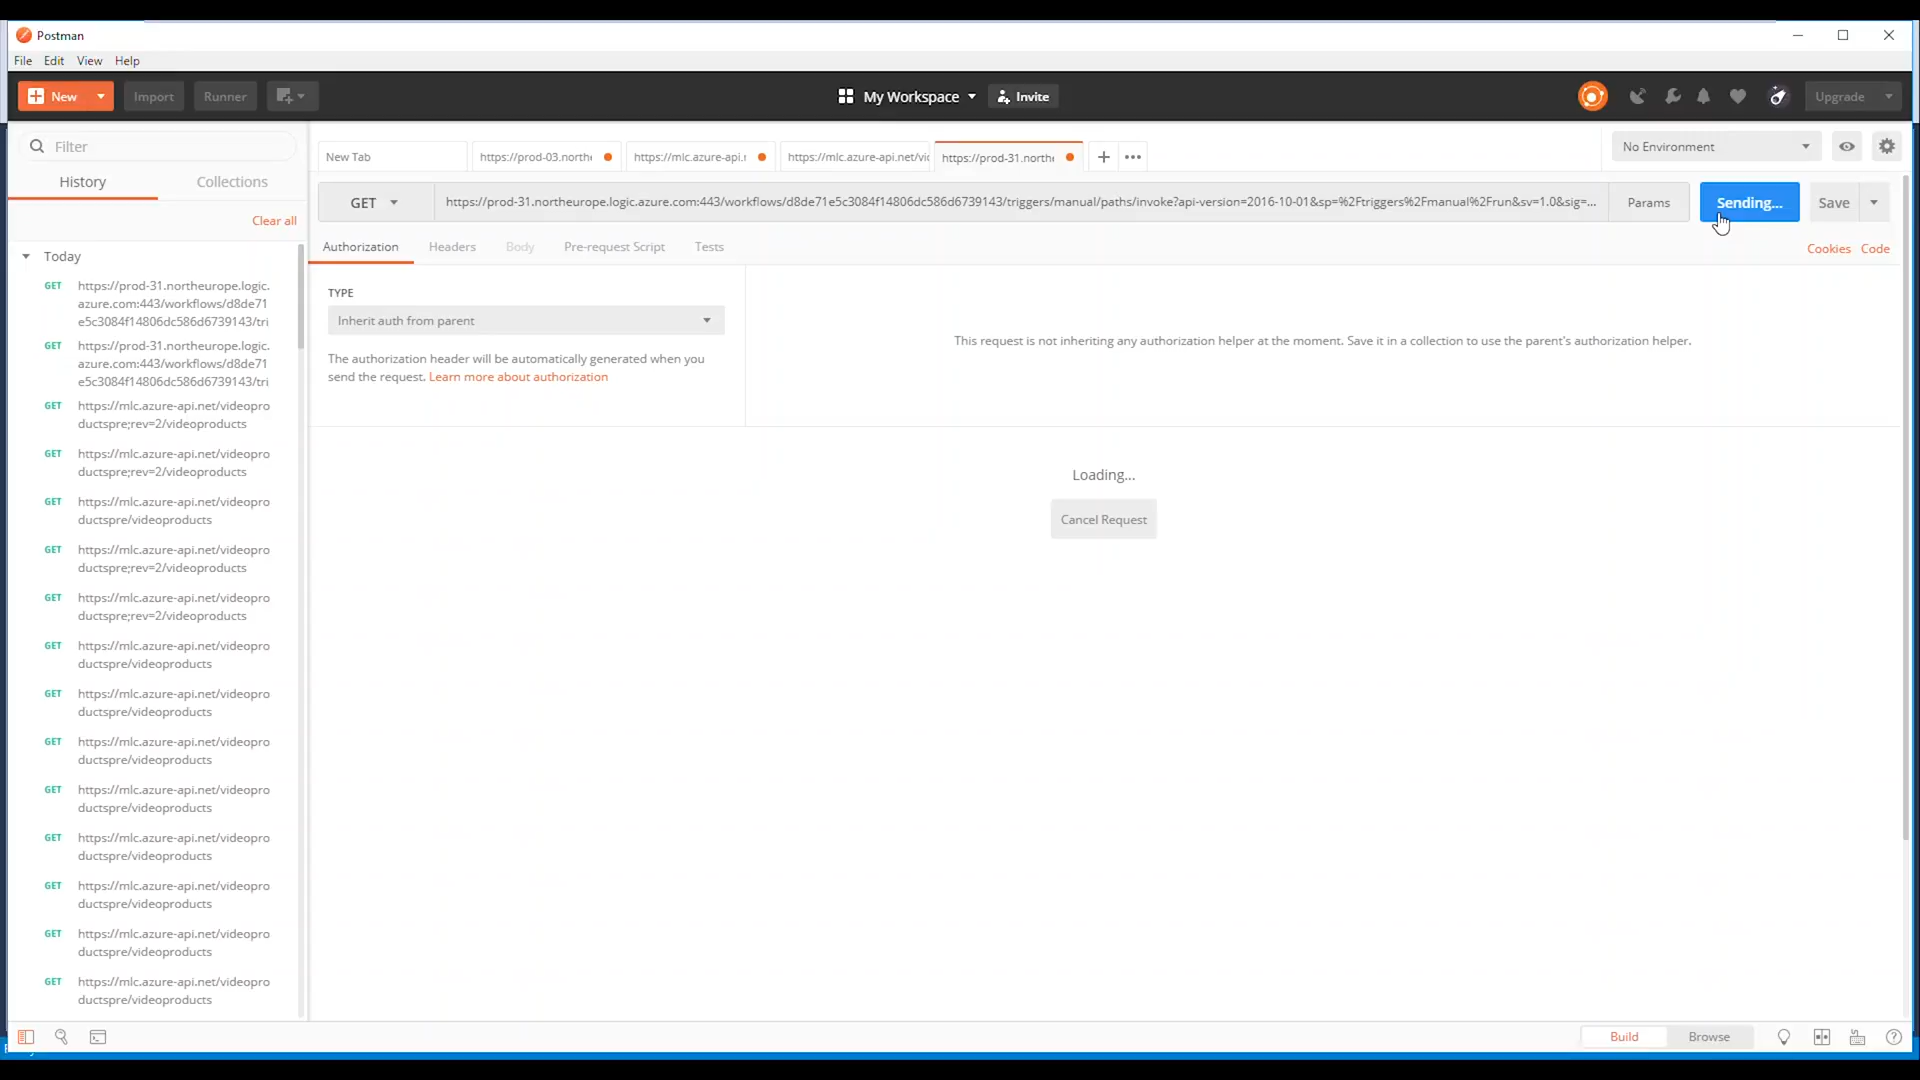 Postman
File Edit View Help
New Import Runner My Workspace Invite Upgrade
Filter
History Collections
Clear all
Today
GET https://prod-31.northeurope.logic.
azure.com:443/workflows/d8de71
e5c3084f14806dc586d6739143/tri
GET https://prod-31.northeurope.logic.
azure.com:443/workflows/d8de71
e5c3084f14806dc586d6739143/tri
GET https://mlc.azure-api.net/videopro
ductspre;rev=2/videoproducts
GET https://mlc.azure-api.net/videopro
ductspre;rev=2/videoproducts
GET https://mlc.azure-api.net/videopro
ductspre/videoproducts
GET https://mlc.azure-api.net/videopro
ductspre;rev=2/videoproducts
GET https://mlc.azure-api.net/videopro
ductspre;rev=2/videoproducts
GET https://mlc.azure-api.net/videopro
ductspre/videoproducts
GET https://mlc.azure-api.net/videopro
ductspre/videoproducts
GET https://mlc.azure-api.net/videopro
ductspre/videoproducts
GET https://mlc.azure-api.net/videopro
ductspre/videoproducts
GET https://mlc.azure-api.net/videopro
ductspre/videoproducts
GET https://mlc.azure-api.net/videopro
ductspre/videoproducts
GET https://mlc.azure-api.net/videopro
ductspre/videoproducts
GET https://mlc.azure-api.net/videopro
ductspre/videoproducts
New Tab https://prod-03.north https://mlc.azure-api. https://mlc.azure-api.net/vi https://prod-31.north
No Environment
GET https://prod-31.northeurope.logic.azure.com:443/workflows/d8de71e5c3084f14806dc586d6739143/triggers/manual/paths/invoke?api-version=2016-10-01&sp=%2Ftriggers%2Fmanual%2Frun&sv=1.0&sig=... Params Sending... Save
Authorization Headers Body Pre-request Script Tests Cookies Code
TYPE
Inherit auth from parent
The authorization header will be automatically generated when you
send the request. Learn more about authorization
This request is not inheriting any authorization helper at the moment. Save it in a collection to use the parent's authorization helper.
Loading...
Cancel Request
Build Browse